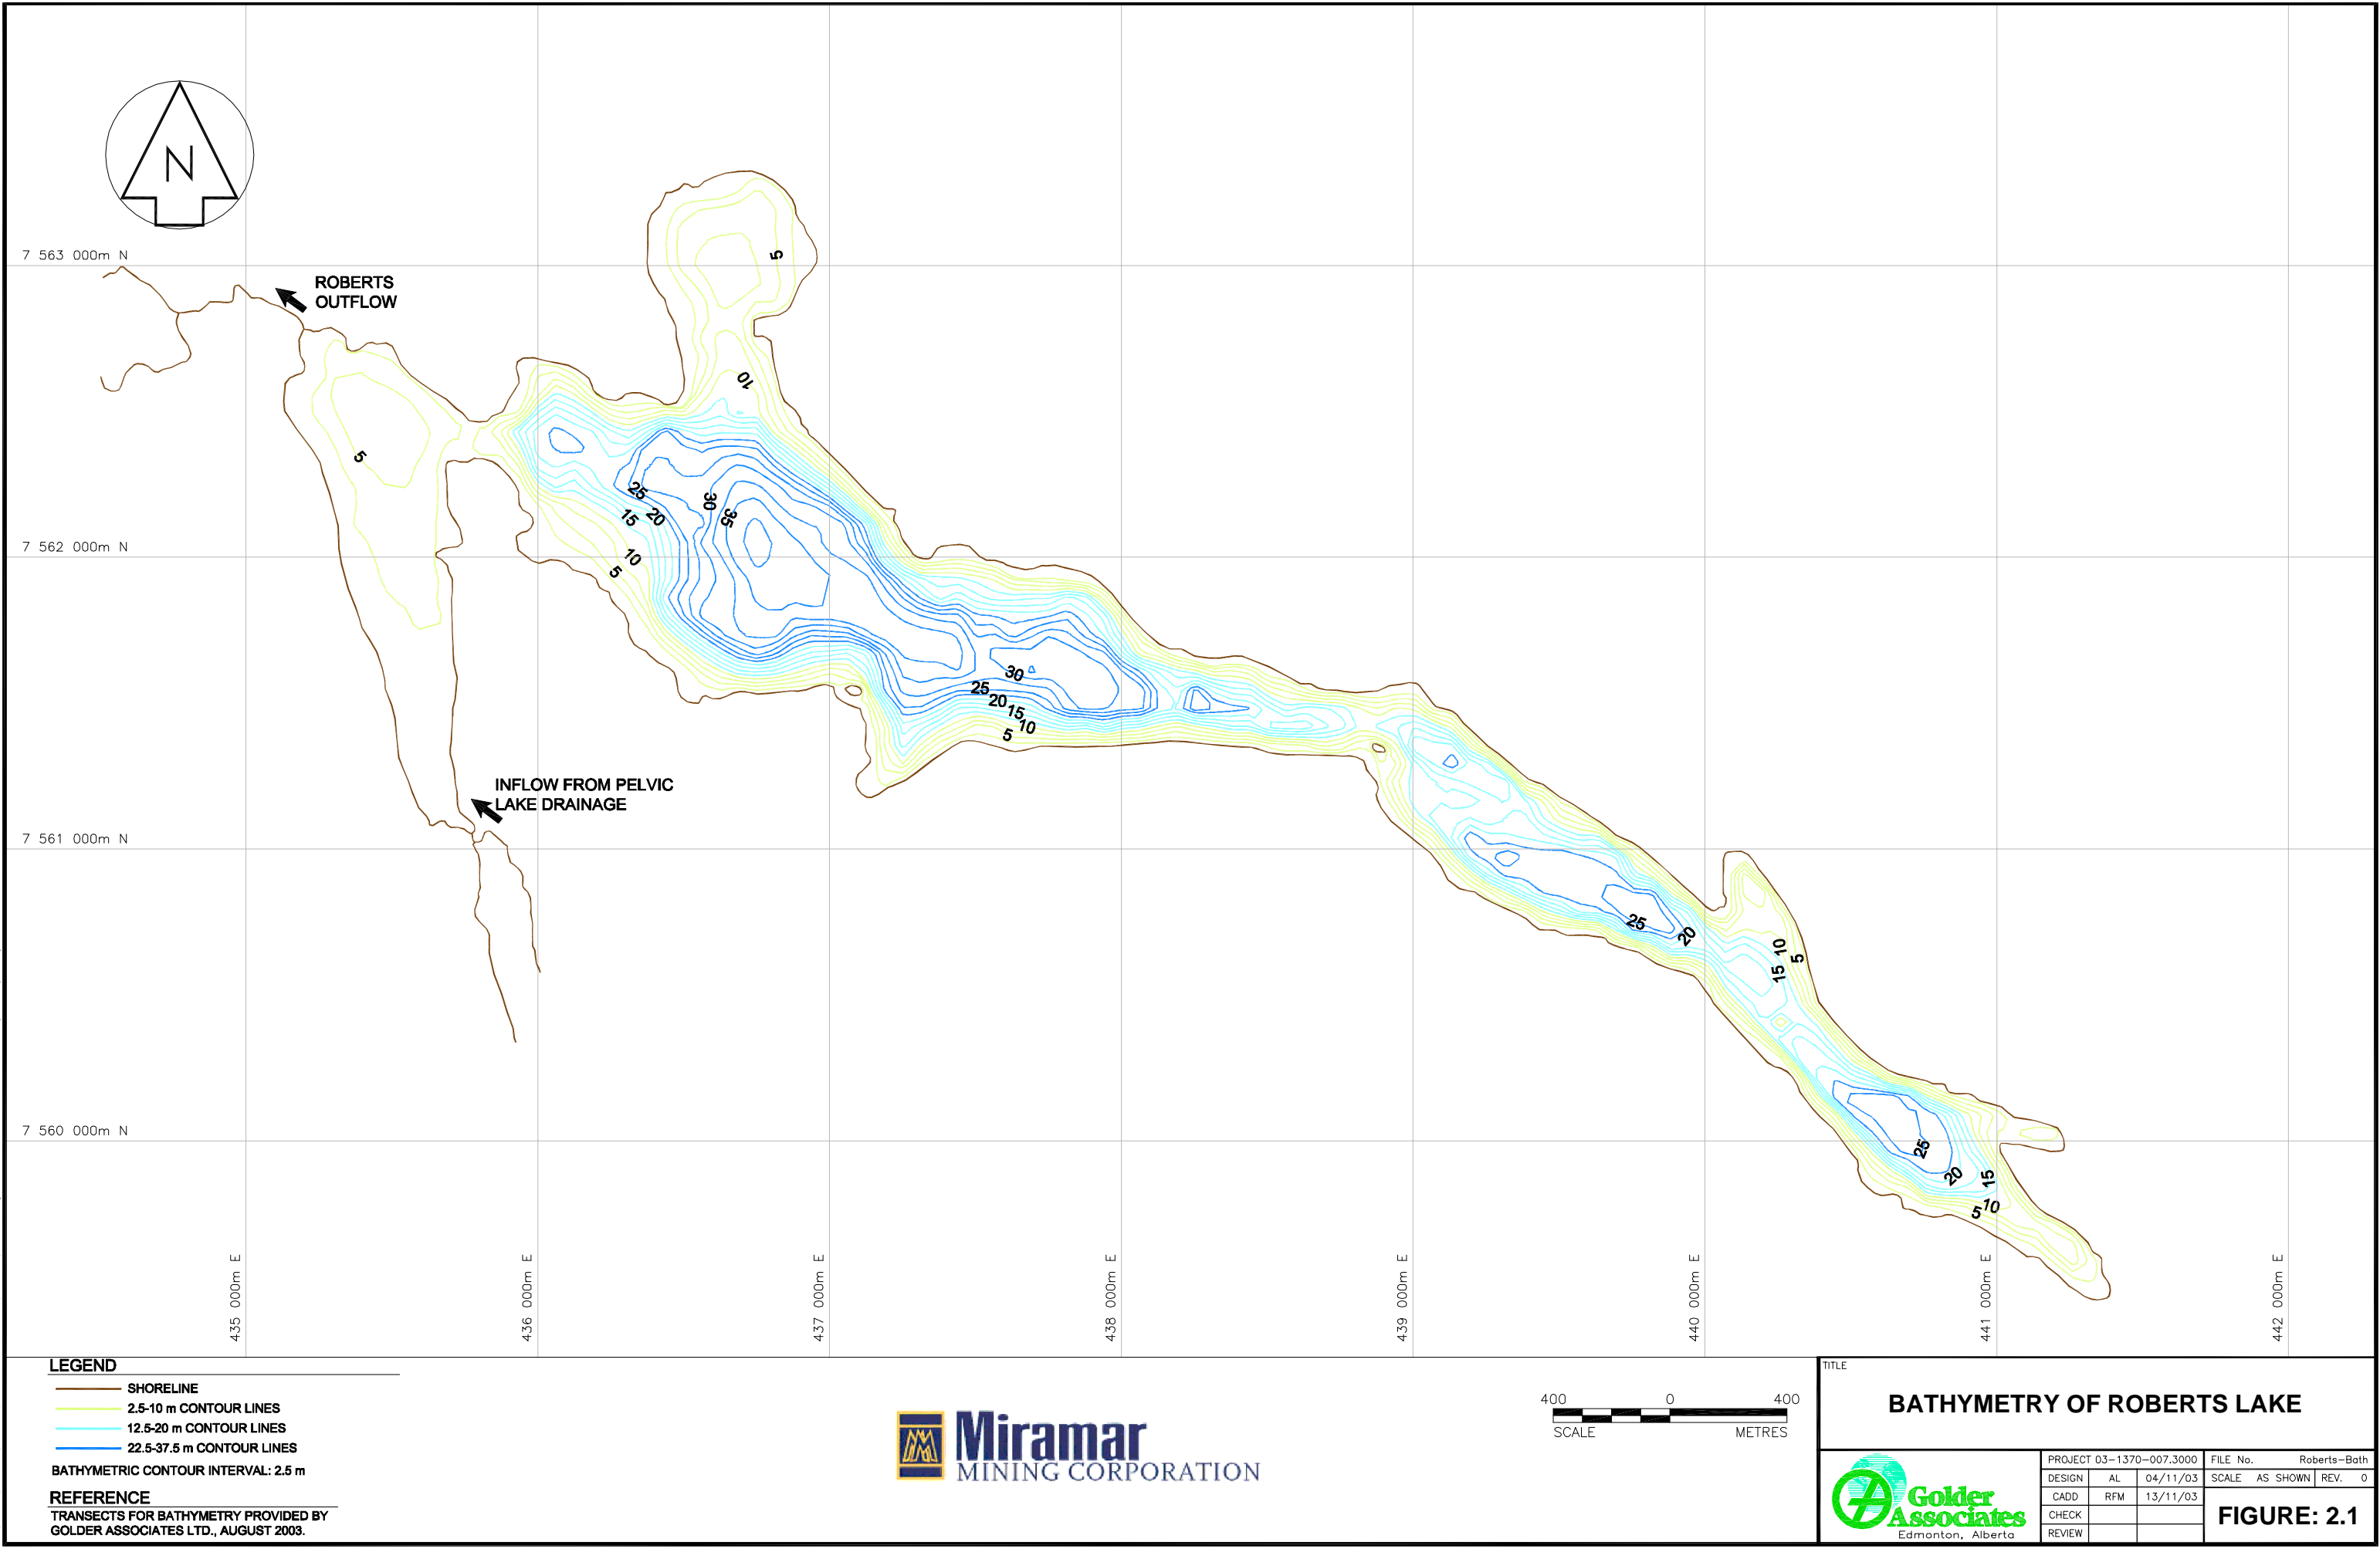 N
7 563 000m N
ROBERTS
OUTFLOW
5
10
5
25
20
15
30
35
7 562 000m N
10
5
30
25
20
15
10
5
INFLOW FROM PELVIC
LAKE DRAINAGE
7 561 000m N
25
20
10
15
5
7 560 000m N
25
20
15
10
5
435 000m E
436 000m E
437 000m E
438 000m E
439 000m E
440 000m E
441 000m E
442 000m E
LEGEND
SHORELINE
2.5-10 m CONTOUR LINES
12.5-20 m CONTOUR LINES
22.5-37.5 m CONTOUR LINES
BATHYMETRIC CONTOUR INTERVAL: 2.5 m
REFERENCE
TRANSECTS FOR BATHYMETRY PROVIDED BY
GOLDER ASSOCIATES LTD., AUGUST 2003.
Miramar
MINING CORPORATION
400 0 400
SCALE METRES
TITLE
BATHYMETRY OF ROBERTS LAKE
Golder
Associates
Edmonton, Alberta
PROJECT 03-1370-007.3000 FILE No. Roberts-Bath
DESIGN AL 04/11/03 SCALE AS SHOWN REV. 0
CADD RFM 13/11/03
CHECK
REVIEW
FIGURE: 2.1